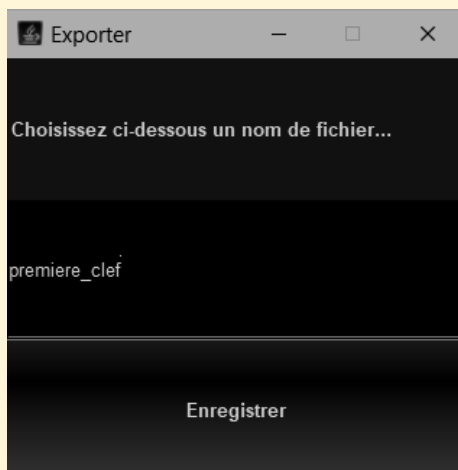 Exporter
Choisissez ci-dessous un nom de fichier...
premiere_clef
Enregistrer